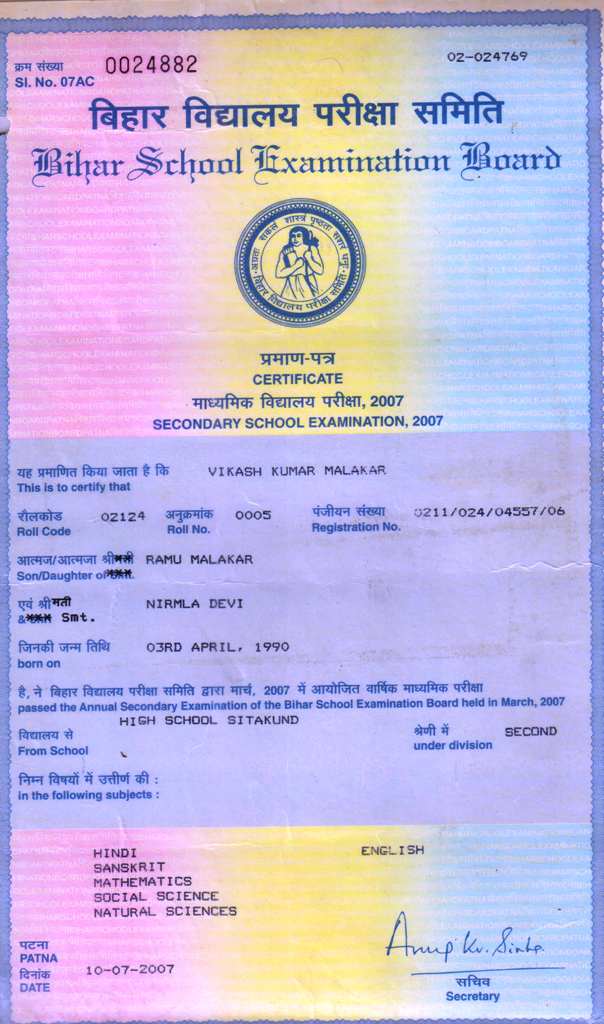 क्रम संख्या 0024882 02-024769
Sl. No. 07AC
बिहार विद्यालय परीक्षा समिति
Bihar School Examination Board
बिहार विद्यालय परीक्षा समिति
प्रमाण-पत्र
CERTIFICATE
माध्यमिक विद्यालय परीक्षा, 2007
SECONDARY SCHOOL EXAMINATION, 2007
यह प्रमाणित किया जाता है कि VIKASH KUMAR MALAKAR
This is to certify that
रौलकोड 02124 अनुक्रमांक 0005 पंजीयन संख्या 0211/024/04557/06
Roll Code Roll No. Registration No.
आत्मज/आत्मजा श्री RAMU MALAKAR
Son/Daughter of
एवं श्रीमती NIRMLA DEVI
& Smt.
जिनकी जन्म तिथि 03RD APRIL, 1990
born on
है, ने बिहार विद्यालय परीक्षा समिति द्वारा मार्च, 2007 में आयोजित वार्षिक माध्यमिक परीक्षा
passed the Annual Secondary Examination of the Bihar School Examination Board held in March, 2007
HIGH SCHOOL SITAKUND
विद्यालय से श्रेणी में SECOND
From School under division
निम्न विषयों में उत्तीर्ण की :
in the following subjects :
HINDI ENGLISH
SANSKRIT
MATHEMATICS
SOCIAL SCIENCE
NATURAL SCIENCES
Anup Kr. Sinha
पटना
PATNA
दिनांक 10-07-2007
DATE
सचिव
Secretary